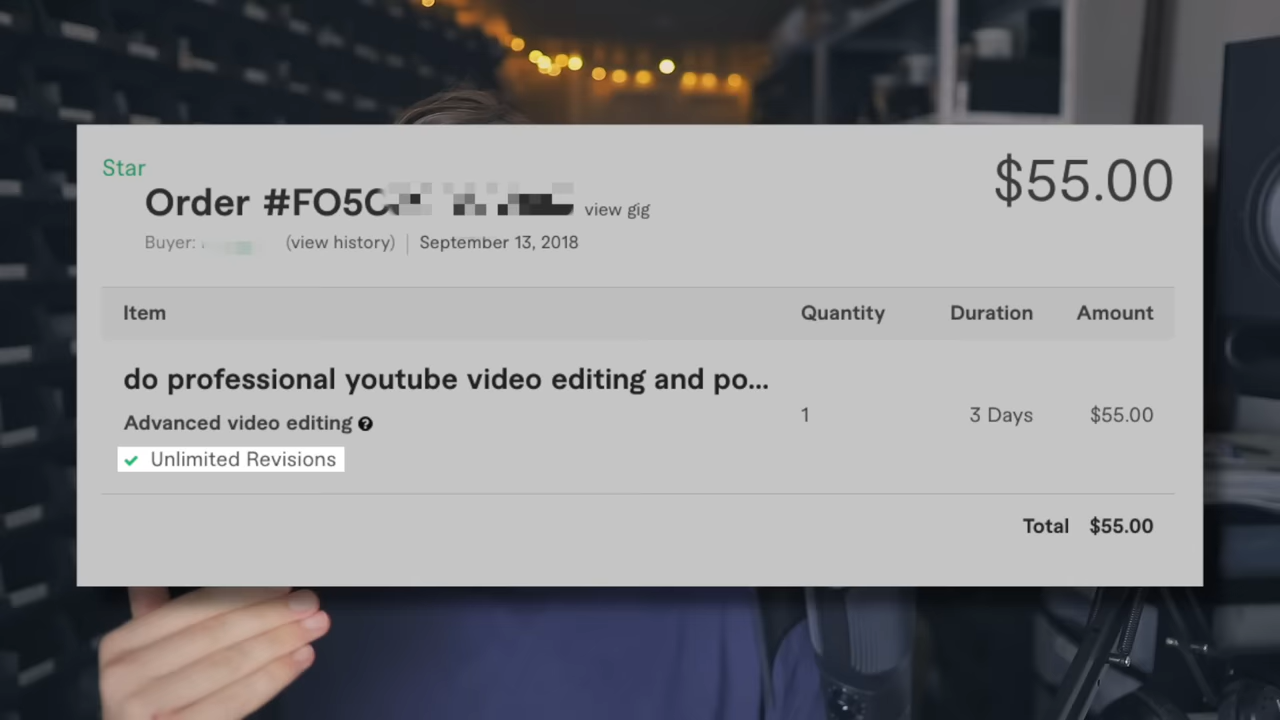 Star
$55.00
Order #FO5 view gig
Buyer: (view history) | September 13, 2018
Item Quantity Duration Amount
do professional youtube video editing and po...
Advanced video editing
1 3 Days $55.00
Unlimited Revisions
Total $55.00